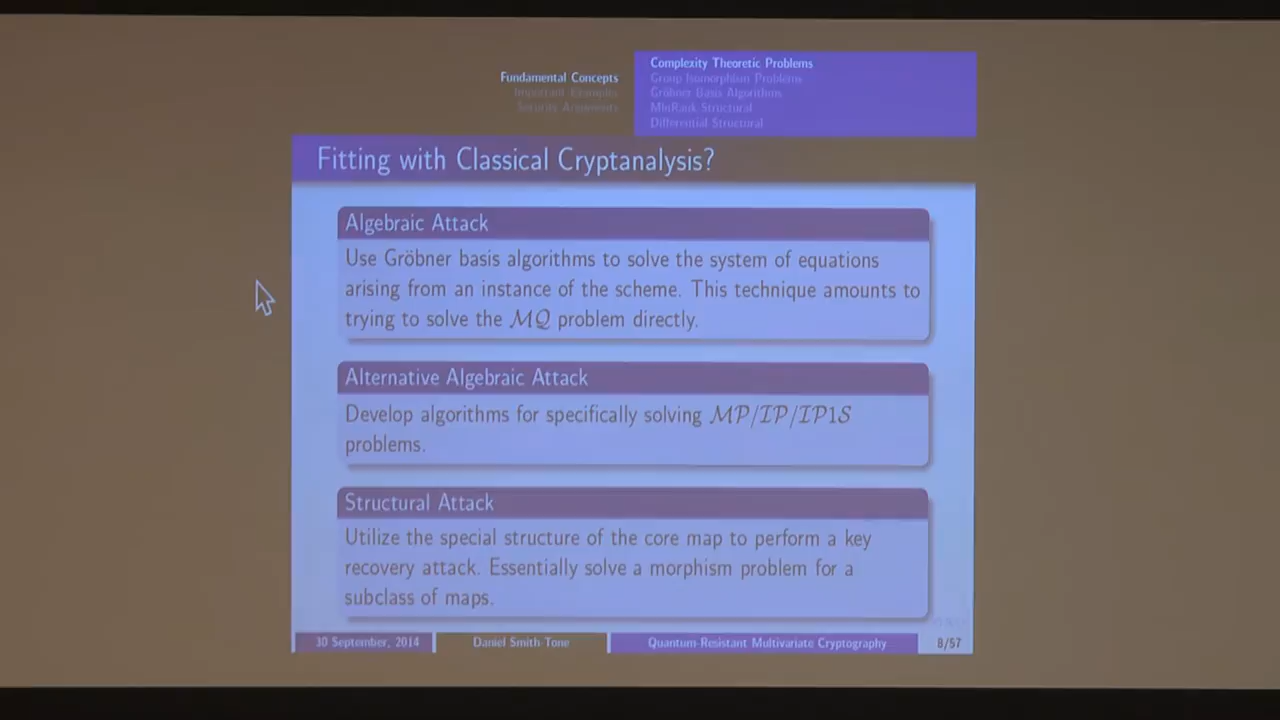 Fundamental Concepts
Important Examples
Security Arguments
Complexity Theoretic Problems
Group Isomorphism Problems
Gröbner Basis Algorithms
MinRank Structural
Differential Structural
Fitting with Classical Cryptanalysis?
Algebraic Attack
Use Gröbner basis algorithms to solve the system of equations
arising from an instance of the scheme. This technique amounts to
trying to solve the MQ problem directly.
Alternative Algebraic Attack
Develop algorithms for specifically solving MP/IP/IP1S
problems.
Structural Attack
Utilize the special structure of the core map to perform a key
recovery attack. Essentially solve a morphism problem for a
subclass of maps.
30 September, 2014
Daniel Smith-Tone
Quantum-Resistant Multivariate Cryptography
8/57